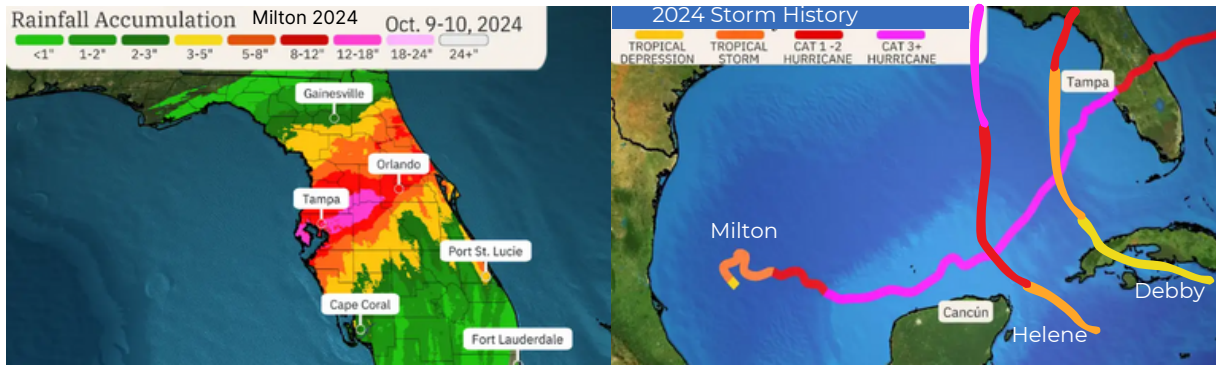 Rainfall Accumulation Milton 2024 Oct. 9-10, 2024
<1" 1-2" 2-3" 3-5" 5-8" 8-12" 12-18" 18-24" 24+"
Gainesville
Orlando
Tampa
Port St. Lucie
Cape Coral
Fort Lauderdale
2024 Storm History
TROPICAL DEPRESSION
TROPICAL STORM
CAT 1 -2 HURRICANE
CAT 3+ HURRICANE
Tampa
Milton
Debby
Cancún
Helene